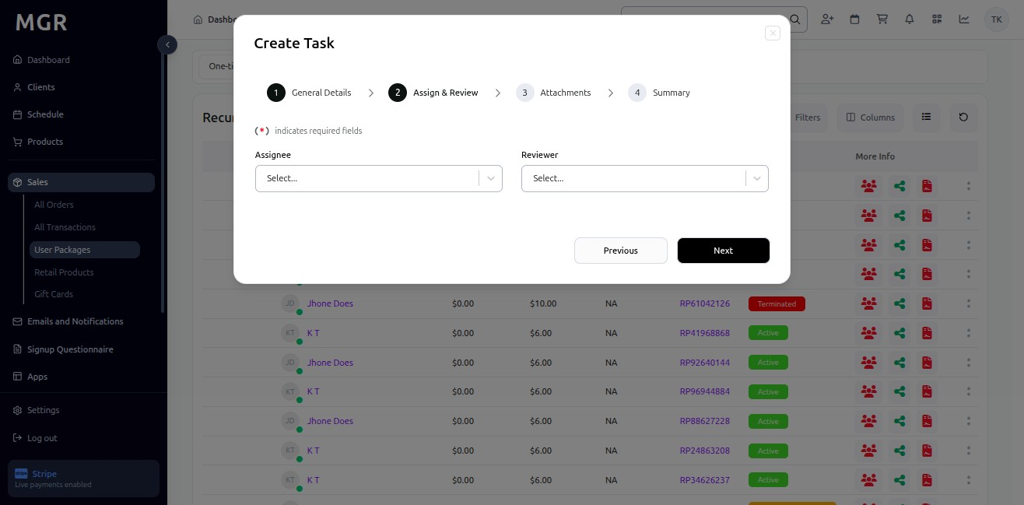 MGR
Dashboard
Clients
Schedule
Products
Sales
All Orders
All Transactions
User Packages
Retail Products
Gift Cards
Emails and Notifications
Signup Questionnaire
Apps
Settings
Log out
Stripe
Live payments enabled
TK
Filters
Columns
More Info
Create Task
1 General Details
2 Assign & Review
3 Attachments
4 Summary
(*) indicates required fields
Assignee
Reviewer
Select...
Select...
Previous
Next
JD Jhone Does $0.00 $10.00 NA RP61042126 Terminated
KT K T $0.00 $6.00 NA RP41968868 Active
JD Jhone Does $0.00 $6.00 NA RP92640144 Active
KT K T $0.00 $6.00 NA RP96944884 Active
JD Jhone Does $0.00 $6.00 NA RP88627228 Active
KT K T $0.00 $6.00 NA RP24863208 Active
KT K T $0.00 $6.00 NA RP34626237 Active